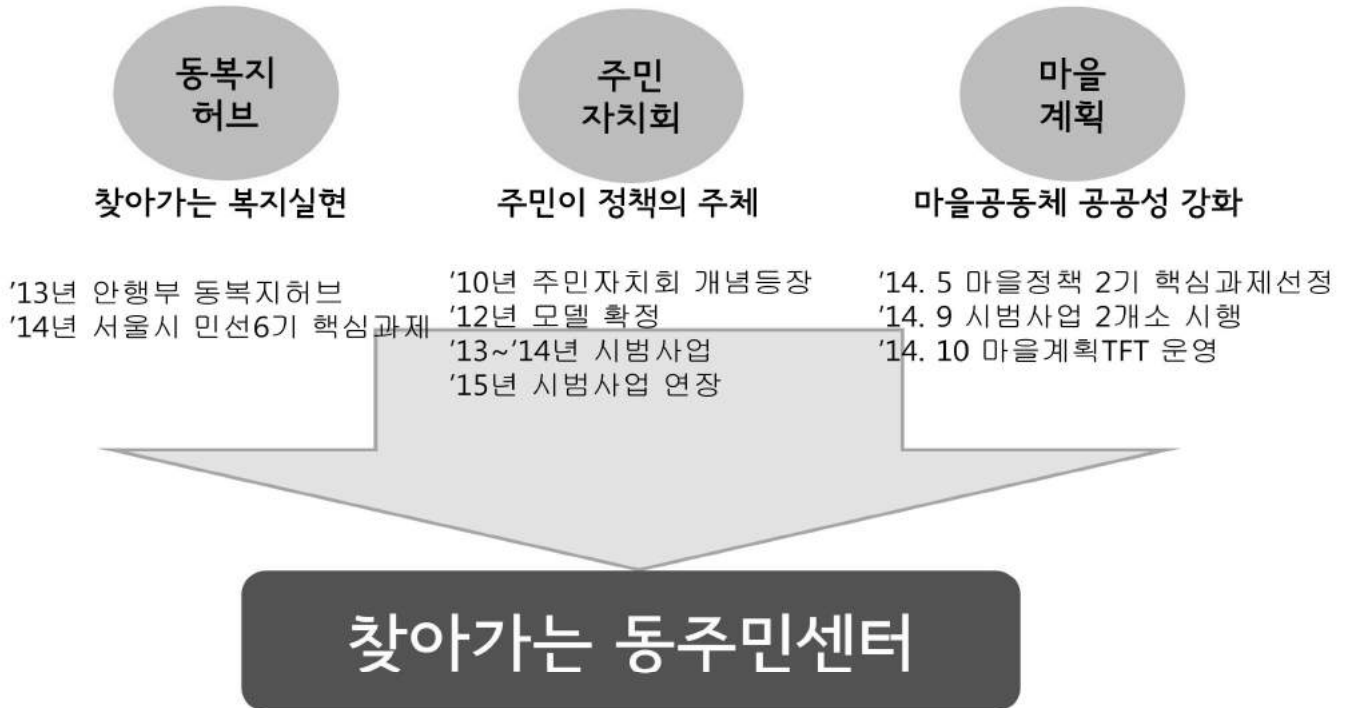 동복지
허브
찾아가는 복지실현
'13년 안행부 동복지허브
'14년 서울시 민선6기 핵심과제
주민
자치회
주민이 정책의 주체
'10년 주민자치회 개념등장
'12년 모델 확정
'13~'14년 시범사업
'15년 시범사업 연장
마을
계획
마을공동체 공공성 강화
'14. 5 마을정책 2기 핵심과제선정
'14. 9 시범사업 2개소 시행
'14. 10 마을계획TFT 운영
찾아가는 동주민센터